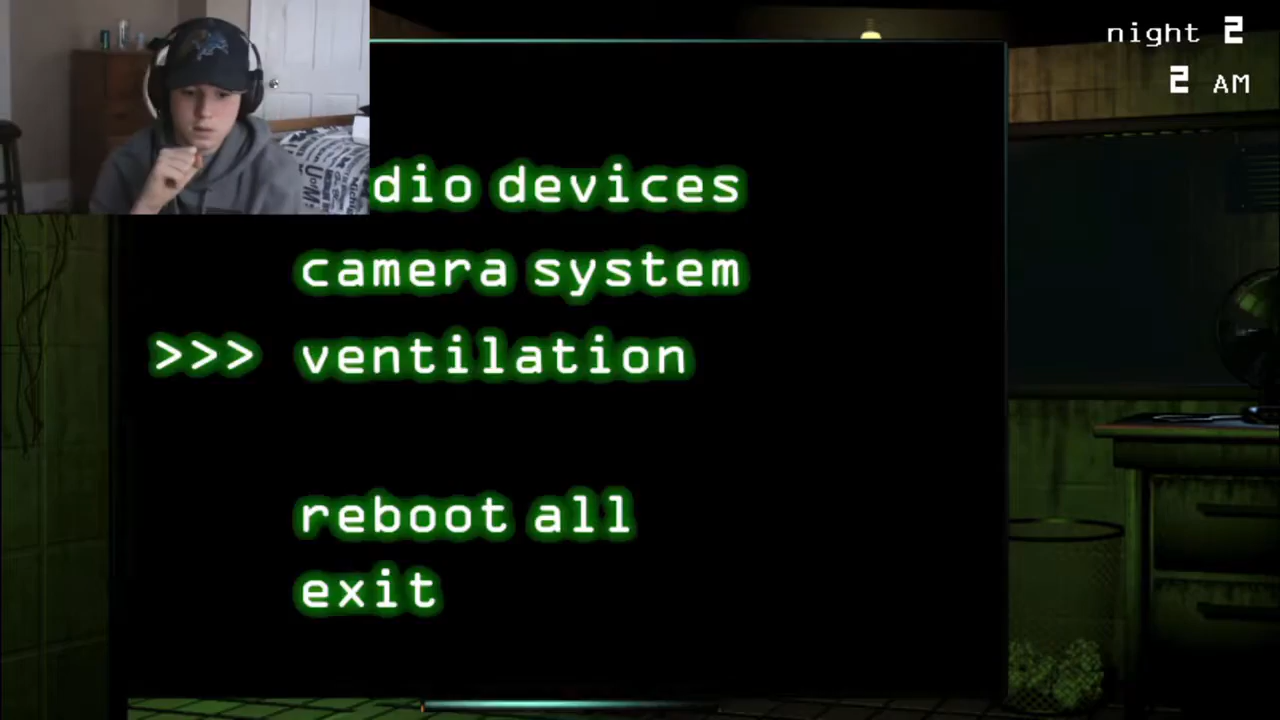 night 2
2 AM
dio devices
camera system
>>> ventilation
reboot all
exit